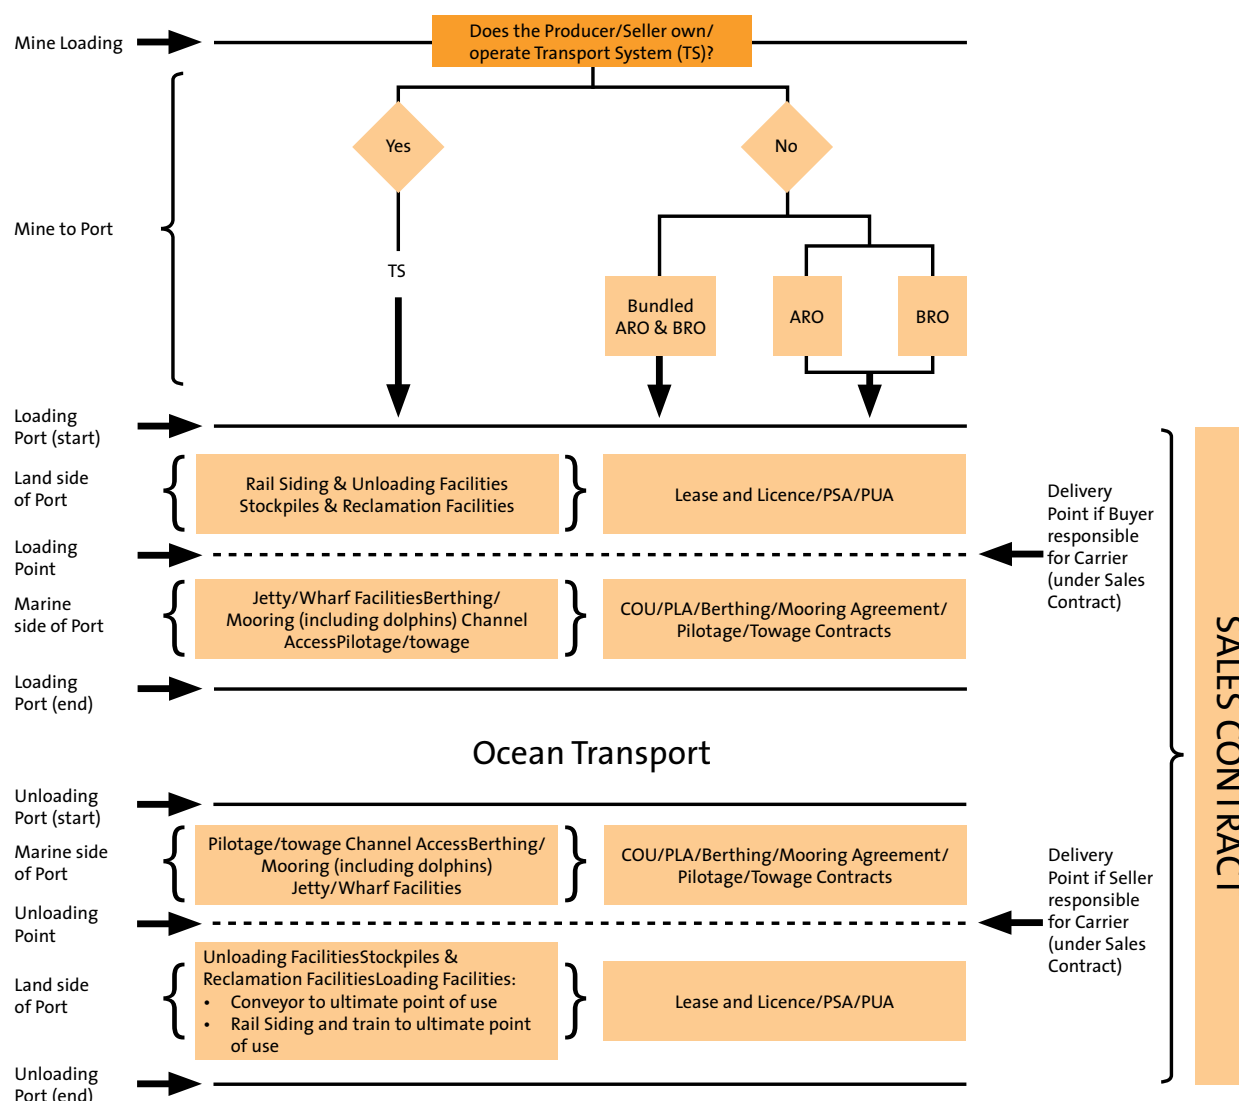 Mine Loading
Does the Producer/Seller own/
operate Transport System (TS)?
Yes
No
Mine to Port
TS
Bundled
ARO & BRO
ARO
BRO
Loading
Port (start)
Land side
of Port
Rail Siding & Unloading Facilities
Stockpiles & Reclamation Facilities
Lease and Licence/PSA/PUA
Delivery
Point if Buyer
responsible
for Carrier
(under Sales
Contract)
Loading
Point
Marine
side of Port
Jetty/Wharf FacilitiesBerthing/
Mooring (including dolphins) Channel
AccessPilotage/towage
COU/PLA/Berthing/Mooring Agreement/
Pilotage/Towage Contracts
Loading
Port (end)
SALES CONTRACT
Ocean Transport
Unloading
Port (start)
Marine side
of Port
Pilotage/towage Channel AccessBerthing/
Mooring (including dolphins)
Jetty/Wharf Facilities
COU/PLA/Berthing/Mooring Agreement/
Pilotage/Towage Contracts
Delivery
Point if Seller
responsible
for Carrier
(under Sales
Contract)
Unloading
Point
Land side
of Port
Unloading FacilitiesStockpiles &
Reclamation FacilitiesLoading Facilities:
• Conveyor to ultimate point of use
• Rail Siding and train to ultimate point
of use
Lease and Licence/PSA/PUA
Unloading
Port (end)